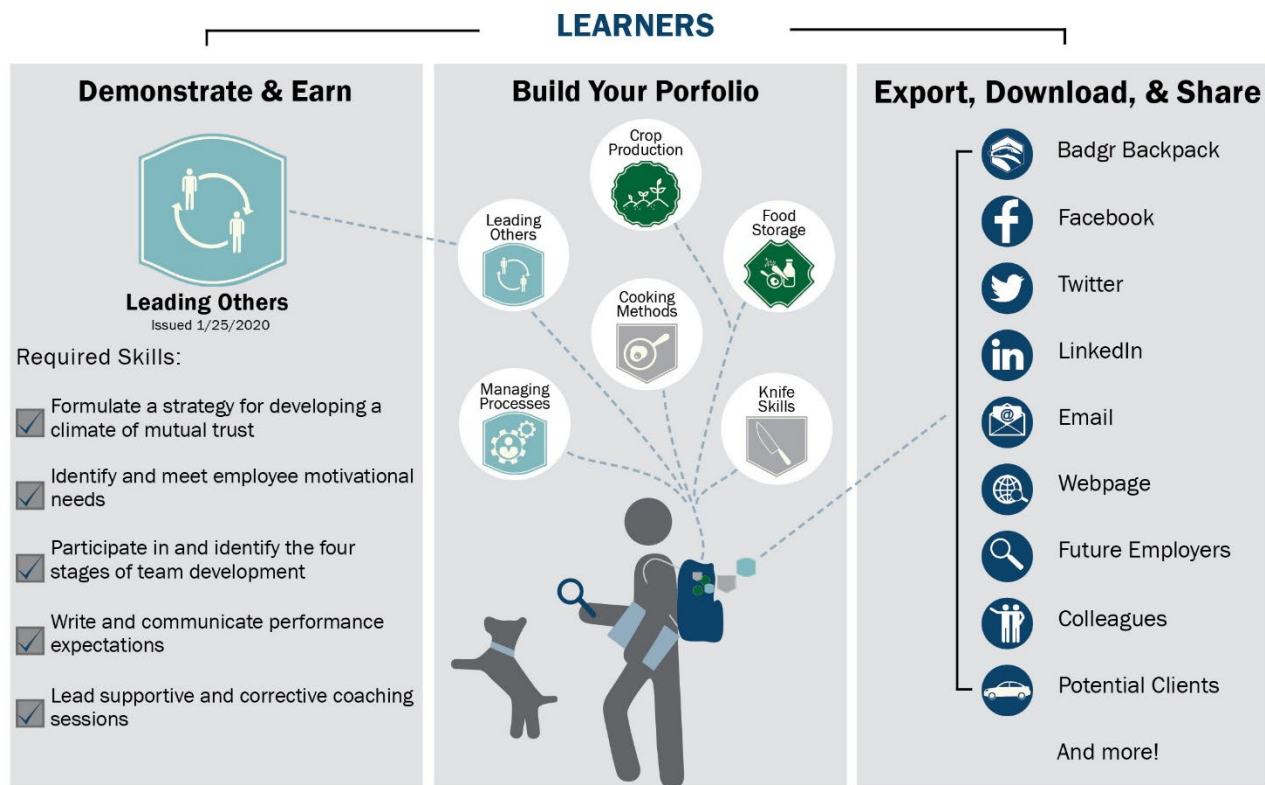 LEARNERS
Demonstrate & Earn
Leading Others
Issued 1/25/2020
Required Skills:
Formulate a strategy for developing a
climate of mutual trust
Identify and meet employee motivational
needs
Participate in and identify the four
stages of team development
Write and communicate performance
expectations
Lead supportive and corrective coaching
sessions
Build Your Porfolio
Crop
Production
Leading
Others
Food
Storage
Cooking
Methods
Managing
Processes
Knife
Skills
Export, Download, & Share
Badgr Backpack
f
Facebook
Twitter
in
LinkedIn
@
Email
Webpage
Future Employers
Colleagues
Potential Clients
And more!